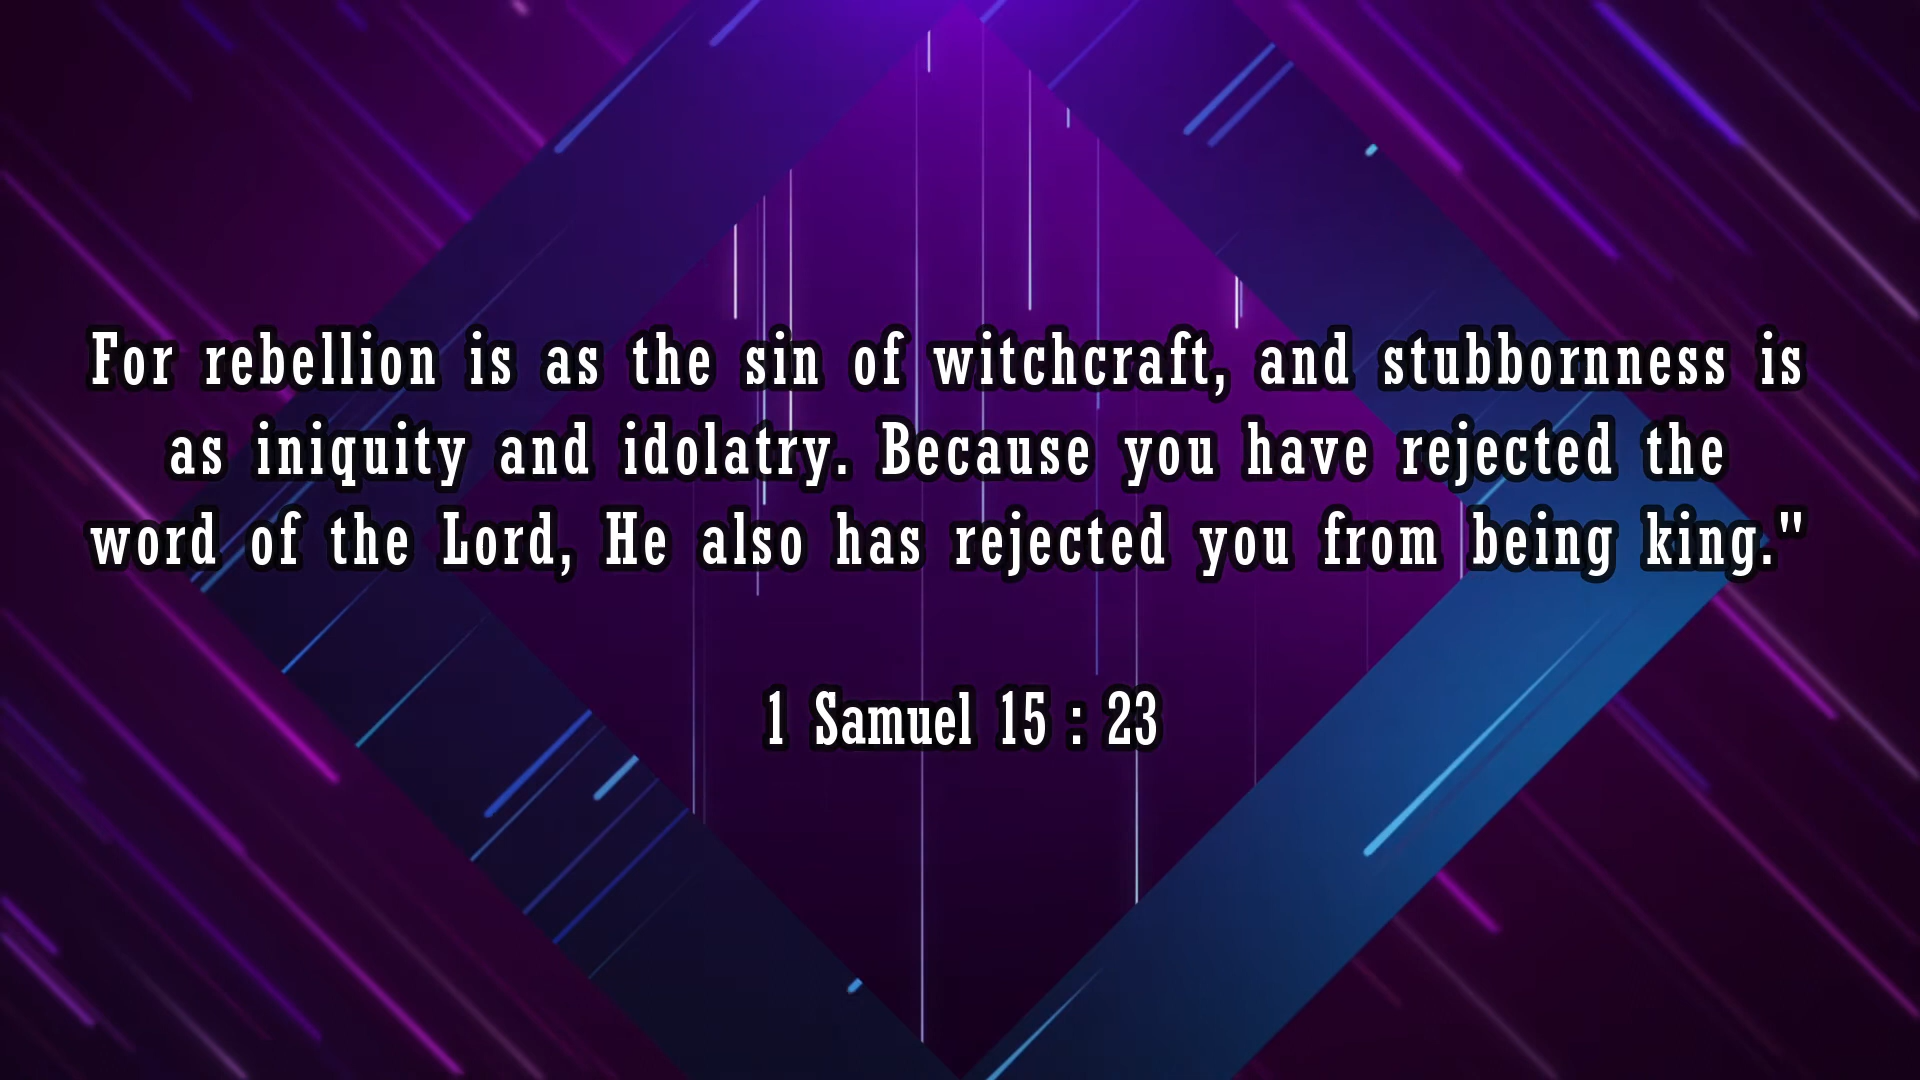 For rebellion is as the sin of witchcraft, and stubbornness is
as iniquity and idolatry. Because you have rejected the
word of the Lord, He also has rejected you from being king."
1 Samuel 15 : 23